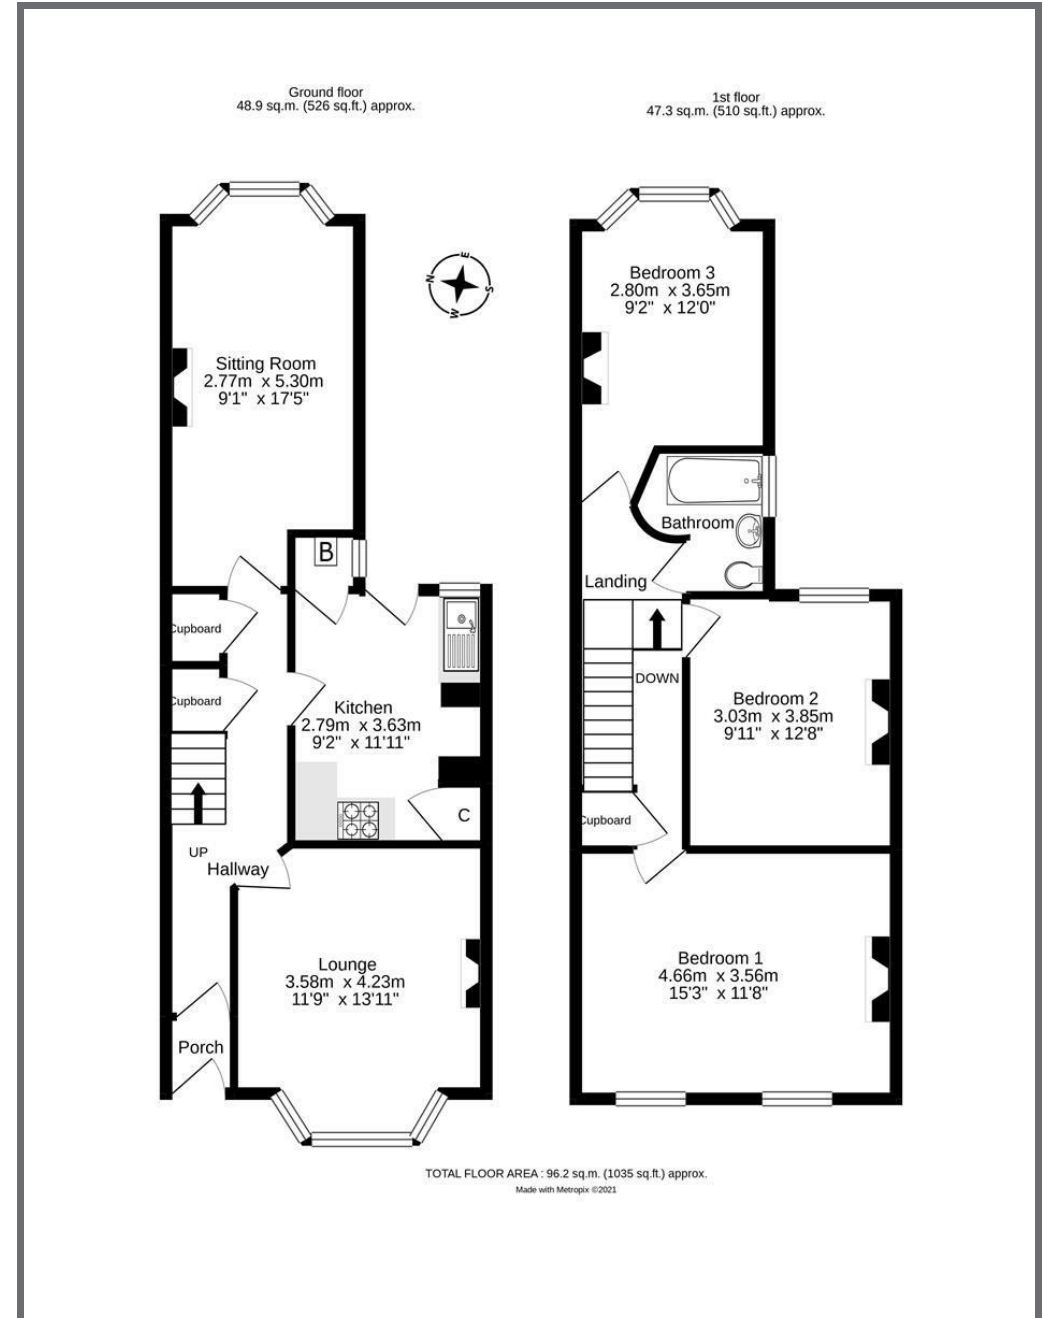 Ground floor
48.9 sq.m. (526 sq.ft.) approx.
1st floor
47.3 sq.m. (510 sq.ft.) approx.
N
E
S
W
Sitting Room
2.77m x 5.30m
9'1" x 17'5"
B
Cupboard
Cupboard
Kitchen
2.79m x 3.63m
9'2" x 11'11"
C
UP
Hallway
Lounge
3.58m x 4.23m
11'9" x 13'11"
Porch
Bedroom 3
2.80m x 3.65m
9'2" x 12'0"
Bathroom
Landing
DOWN
Bedroom 2
3.03m x 3.85m
9'11" x 12'8"
Cupboard
Bedroom 1
4.66m x 3.56m
15'3" x 11'8"
TOTAL FLOOR AREA : 96.2 sq.m. (1035 sq.ft.) approx.
Made with Metropix ©2021